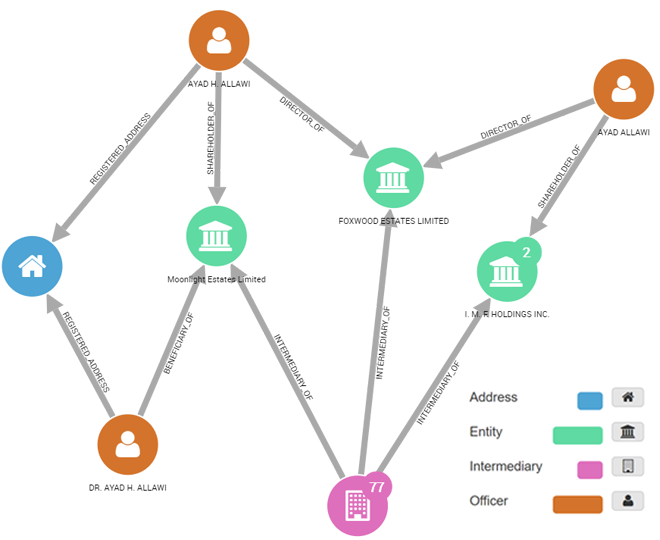 AYAD H. ALLAWI
AYAD ALLAWI
REGISTERED_ADDRESS
SHAREHOLDER_OF
DIRECTOR_OF
DIRECTOR_OF
SHAREHOLDER_OF
FOXWOOD ESTATES LIMITED
2
Moonlight Estates Limited
I. M. F HOLDINGS INC.
REGISTERED_ADDRESS
BENEFICIARY_OF
INTERMEDIARY_OF
INTERMEDIARY_OF
INTERMEDIARY_OF
DR. AYAD H. ALLAWI
77
Address
Entity
Intermediary
Officer